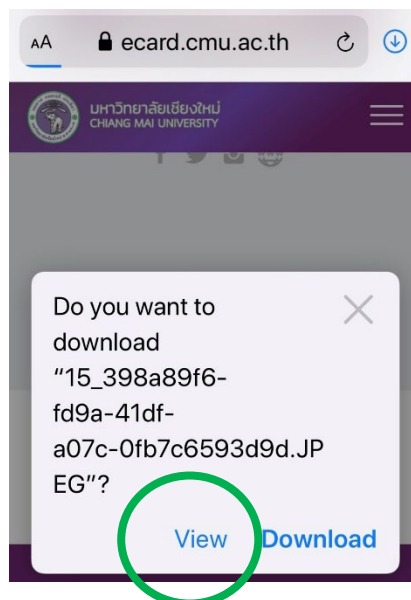 AA ecard.cmu.ac.th
มหาวิทยาลัยเชียงใหม่
CHIANG MAI UNIVERSITY
Do you want to
download
“15_398a89f6-
fd9a-41df-
a07c-0fb7c6593d9d.JP
EG”?
View Download